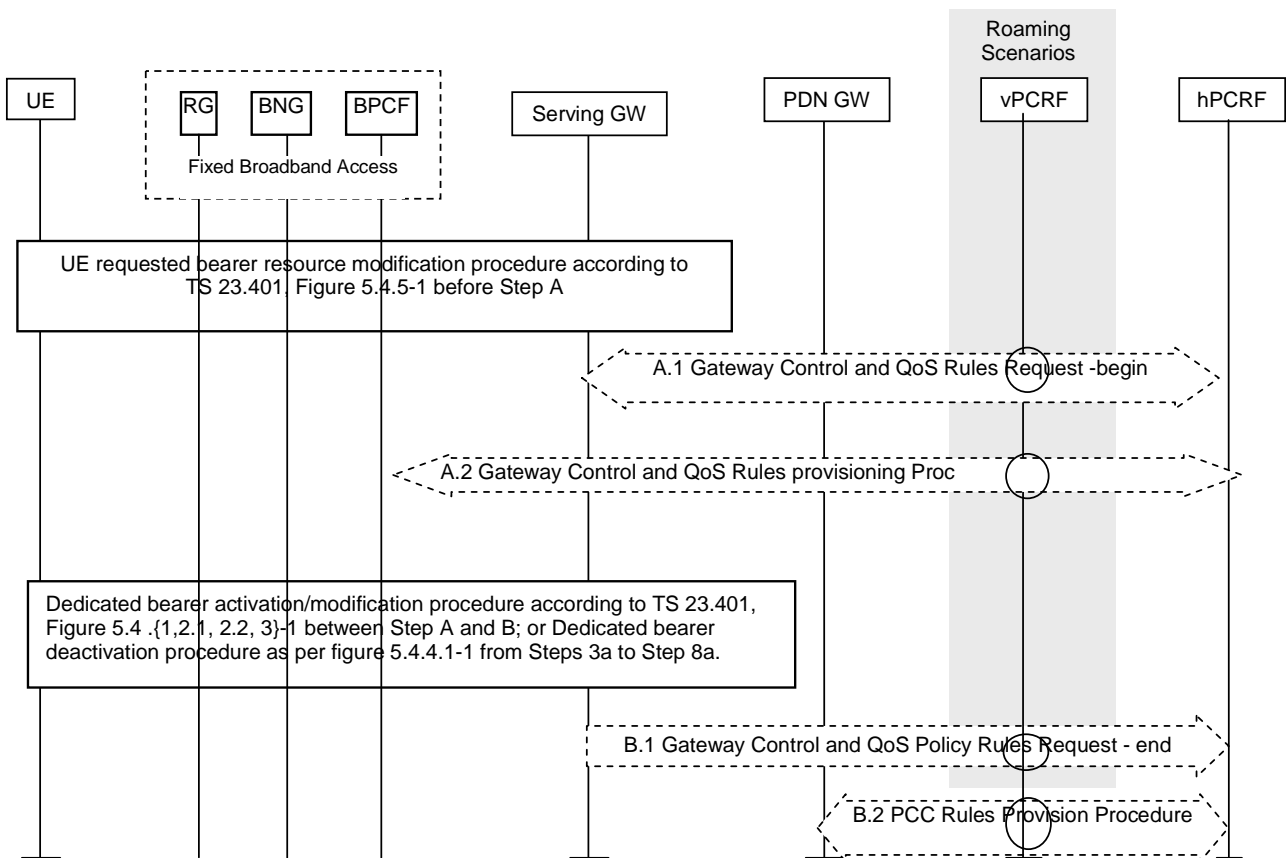 Roaming
Scenarios
UE
RG
BNG
BPCF
Serving GW
PDN GW
vPCRF
hPCRF
Fixed Broadband Access
UE requested bearer resource modification procedure according to
TS 23.401, Figure 5.4.5-1 before Step A
A.1 Gateway Control and QoS Rules Request -begin
A.2 Gateway Control and QoS Rules provisioning Proc
Dedicated bearer activation/modification procedure according to TS 23.401,
Figure 5.4 .{1,2.1, 2.2, 3}-1 between Step A and B; or Dedicated bearer
deactivation procedure as per figure 5.4.4.1-1 from Steps 3a to Step 8a.
B.1 Gateway Control and QoS Policy Rules Request - end
B.2 PCC Rules Provision Procedure